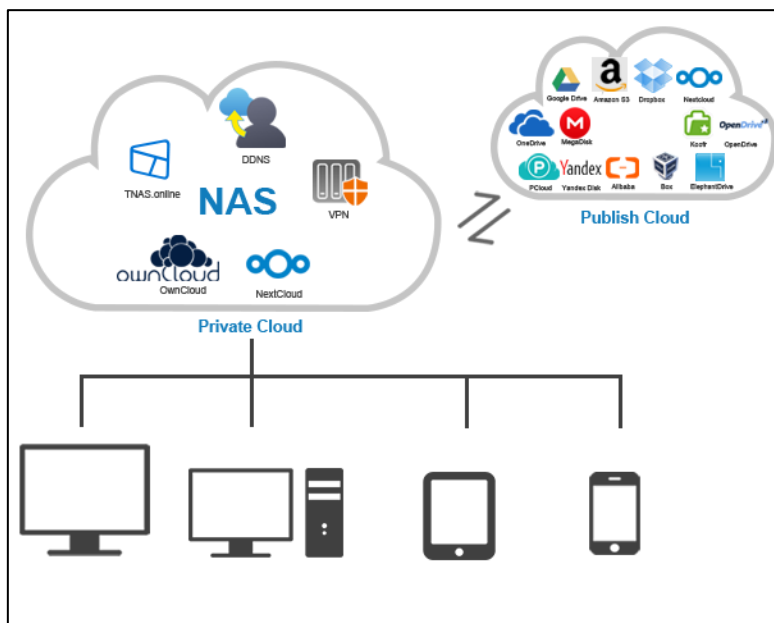 DDNS
TNAS.online
NAS
VPN
ownCloud
OwnCloud
NextCloud
Private Cloud
a
Google Drive
Amazon S3
Dropbox
Nextcloud
OneDrive
MegaDisk
Koofr
OpenDrive
OpenDrive
P
Yandex
PCloud
Yandex Disk
Alibaba
Box
ElephantDrive
Publish Cloud